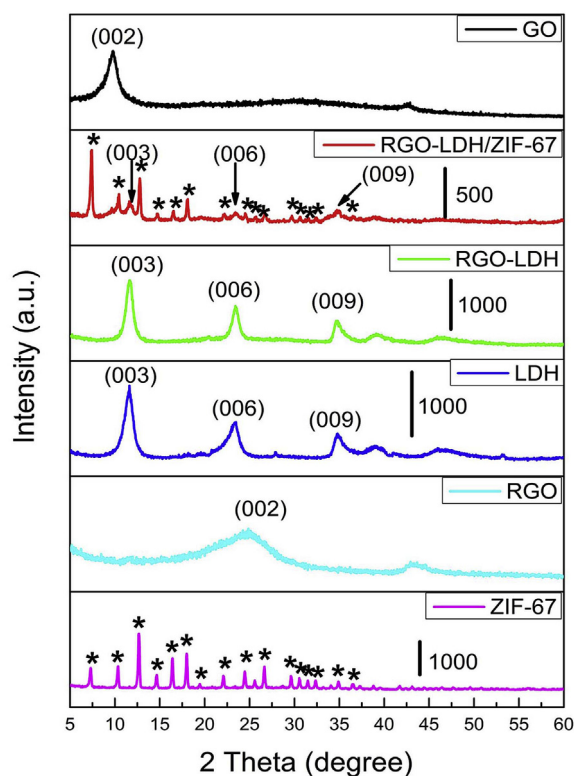 (002)
GO
* (003) * (006) RGO-LDH/ZIF-67
* * * * * * * * * * * * * (009) 500
(003) RGO-LDH
(006) (009) 1000
(003) LDH
(006) (009) 1000
(002) RGO
* ZIF-67
* * * * * * * * * * * * * * * 1000
5 10 15 20 25 30 35 40 45 50 55 60
2 Theta (degree)
Intensity (a.u.)